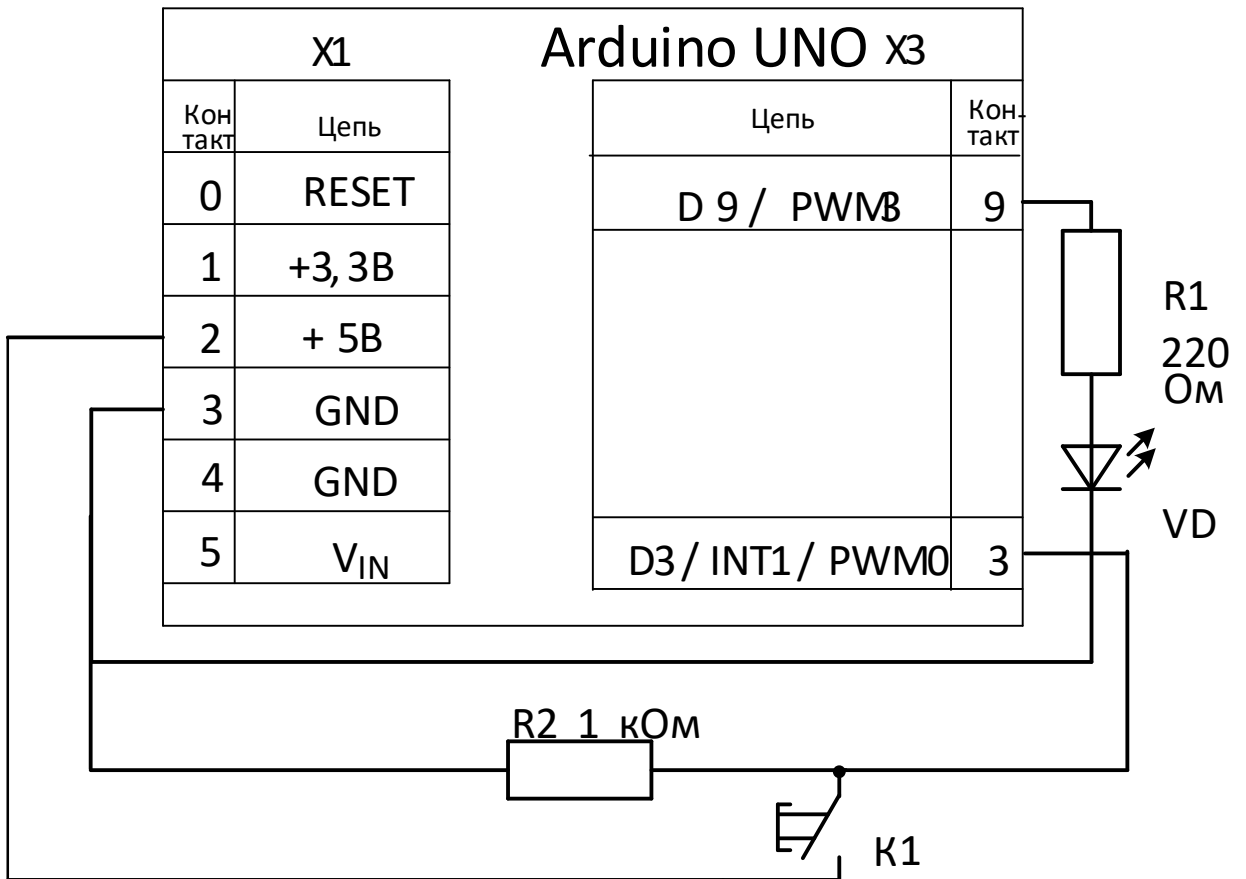 X1 Arduino UNO X3
Кон
такт
Цепь
Цепь
Кон-
такт
0 RESET
D 9 / PWM3 9
1 +3,3В
R1
220
Ом
2 + 5В
3 GND
4 GND
VD
5 VIN
D3 / INT1 / PWM0 3
R2 1 кОм
К1